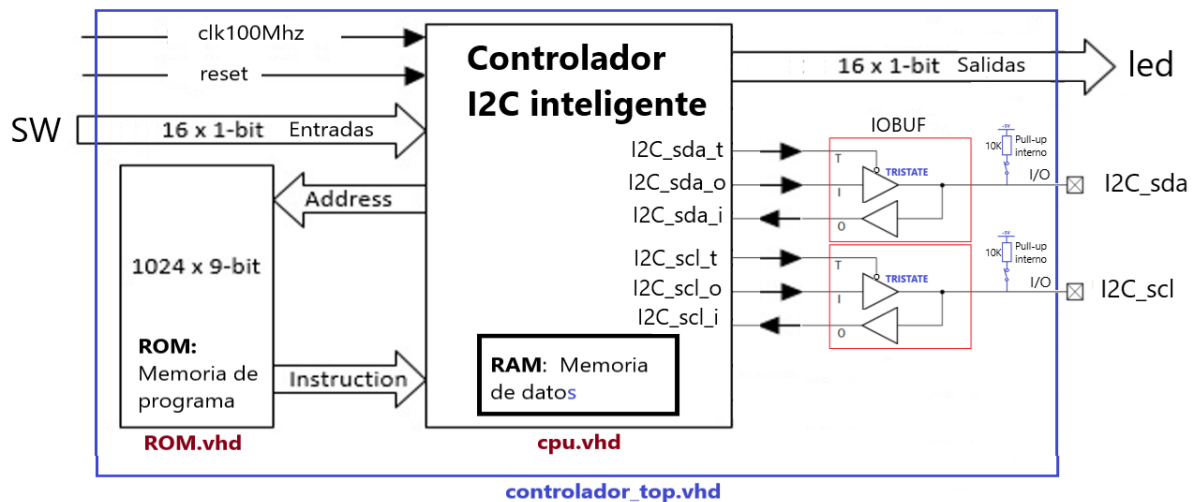 clk100Mhz
reset
SW
16 x 1-bit Entradas
Controlador
I2C inteligente
16 x 1-bit Salidas
led
Address
1024 x 9-bit
ROM:
Memoria de
programa
Instruction
ROM.vhd
I2C_sda_t
I2C_sda_o
I2C_sda_i
I2C_scl_t
I2C_scl_o
I2C_scl_i
RAM: Memoria
de datos
cpu.vhd
IOBUF
T
TRISTATE
I
O
10K
Pull-up
interno
I/O
I2C_sda
T
TRISTATE
I
O
10K
Pull-up
interno
I/O
I2C_scl
controlador_top.vhd